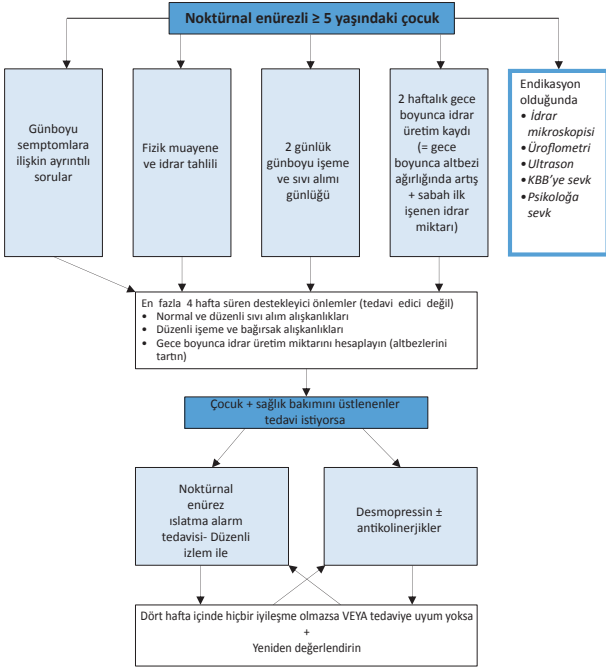 Noktürnal enürezli ≥ 5 yaşındaki çocuk
Günboyu
semptomlara
ilişkin ayrıntılı
sorular
Fizik muayene
ve idrar tahlili
2 günlük
günboyu işeme
ve sıvı alımı
günlüğü
2 haftalık gece
boyunca idrar
üretim kaydı
(= gece
boyunca altbezi
ağırlığında artış
+ sabah ilk
işenen idrar
miktarı)
Endikasyon
olduğunda
• İdrar
mikroskopisi
• Üroflometri
• Ultrason
• KBB'ye sevk
• Psikoloğa
sevk
En fazla 4 hafta süren destekleyici önlemler (tedavi edici değil)
• Normal ve düzenli sıvı alım alışkanlıkları
• Düzenli işeme ve bağırsak alışkanlıkları
• Gece boyunca idrar üretim miktarını hesaplayın (altbezlerini
tartın)
Çocuk + sağlık bakımını üstlenenler
tedavi istiyorsa
Noktürnal
enürez
ıslatma alarm
tedavisi- Düzenli
izlem ile
Desmopressin ±
antikolinerjikler
Dört hafta içinde hiçbir iyileşme olmazsa VEYA tedaviye uyum yoksa
+
Yeniden değerlendirin